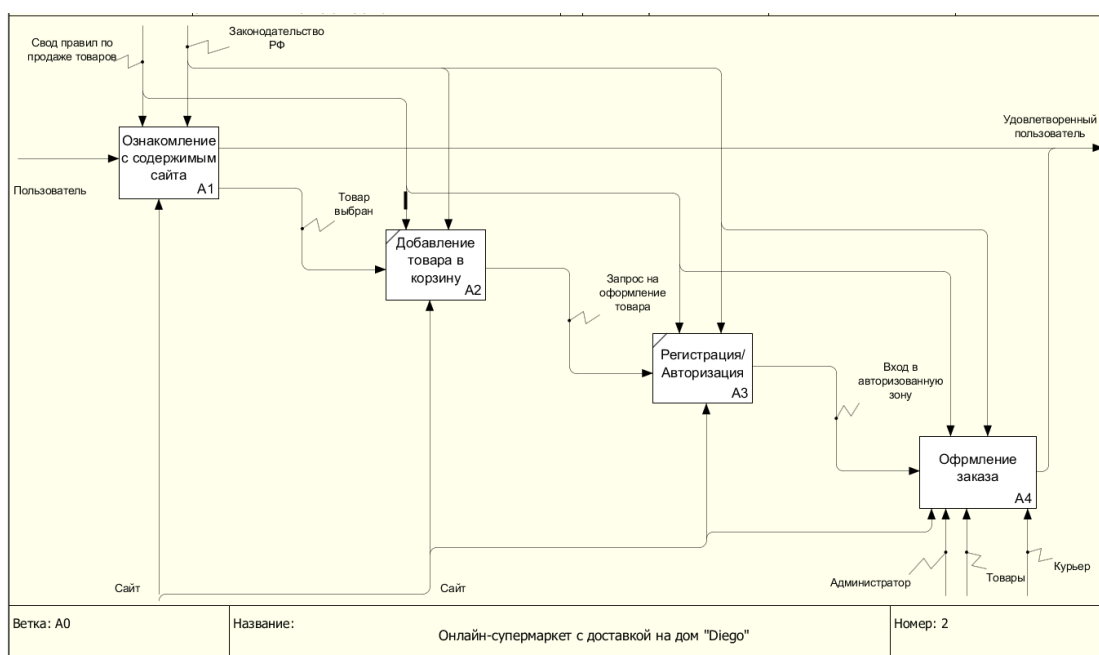 Свод правил по
продаже товаров
Законодательство
РФ
Удовлетворенный
пользователь
Ознакомление
с содержимым
сайта
A1
Пользователь
Товар
выбран
Добавление
товара в
корзину
A2
Запрос на
оформление
товара
Регистрация/
Авторизация
A3
Вход в
авторизованную
зону
Офрмление
заказа
A4
Администратор
Товары
Курьер
Сайт
Сайт
Ветка: A0
Название:
Онлайн-супермаркет с доставкой на дом "Diego"
Номер: 2